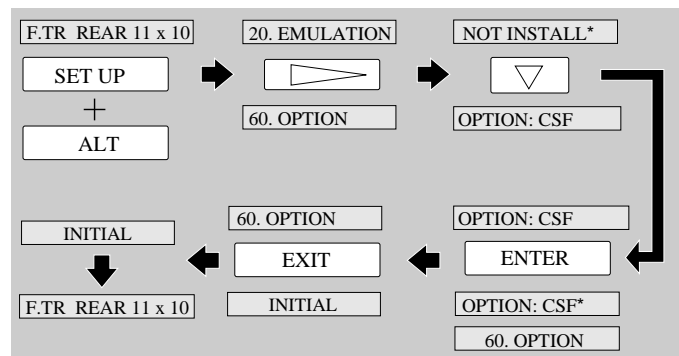 F.TR REAR 11 x 10
SET UP
+
ALT
20. EMULATION
60. OPTION
NOT INSTALL*
OPTION: CSF
OPTION: CSF
ENTER
OPTION: CSF*
60. OPTION
60. OPTION
EXIT
INITIAL
INITIAL
F.TR REAR 11 x 10